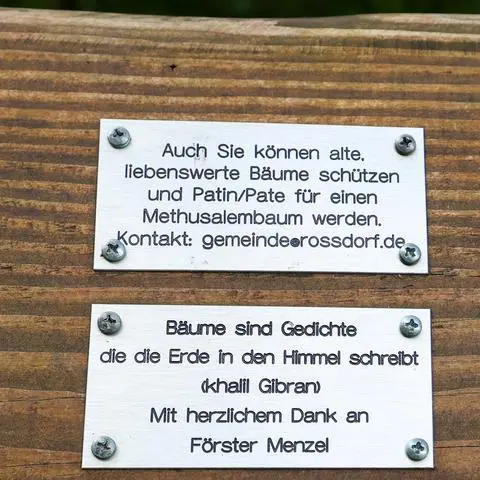 Auch Sie können alte,
liebenswerte Bäume schützen
und Patin/Pate für einen
Methusalembaum werden.
Kontakt: gemeinde@rossdorf.de
Bäume sind Gedichte
die die Erde in den Himmel schreibt
(khalil Gibran)
Mit herzlichem Dank an
Förster Menzel